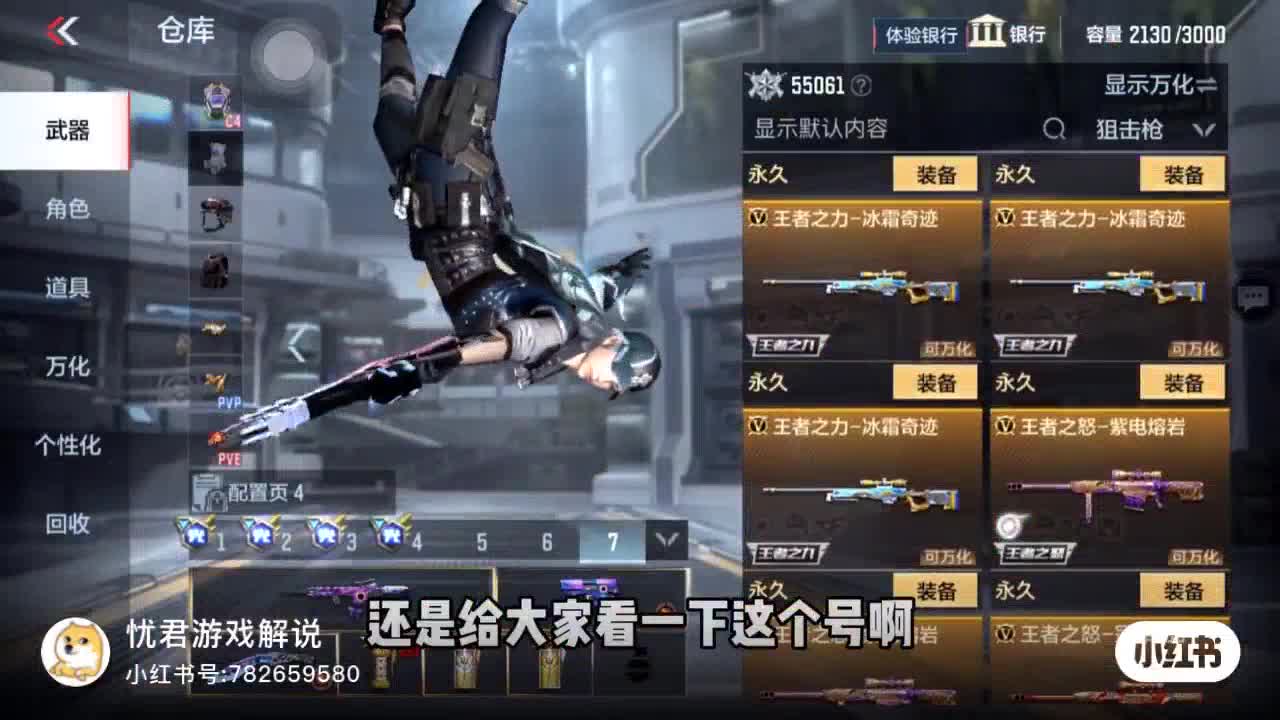 仓库
体验银行
银行
容量 2130/3000
武器
角色
道具
万化
个性化
回收
C4
PVP
PVE
55061
显示万化
显示默认内容
狙击枪
永久 装备
永久 装备
王者之力-冰霜奇迹
王者之力-冰霜奇迹
王者之力
可万化
王者之力
可万化
永久 装备
永久 装备
王者之力-冰霜奇迹
王者之怒-紫电熔岩
王者之力
可万化
王者之怒
可万化
永久 装备
永久 装备
王者之怒
配置页 4
1 2 3 4 5 6 7
还是给大家看一下这个号啊
忧君游戏解说
小红书号:782659580
小红书